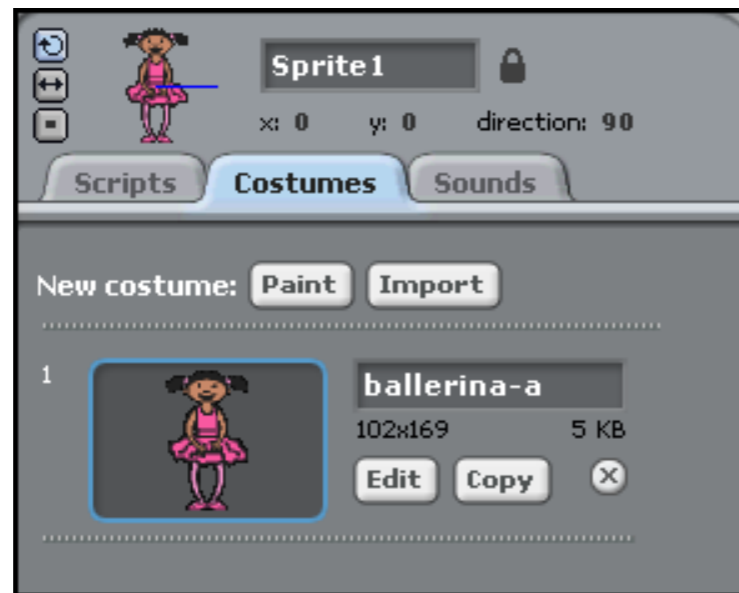 Sprite1
x: 0 y: 0 direction: 90
Scripts Costumes Sounds
New costume: Paint Import
1
ballerina-a
102x169 5 KB
Edit Copy